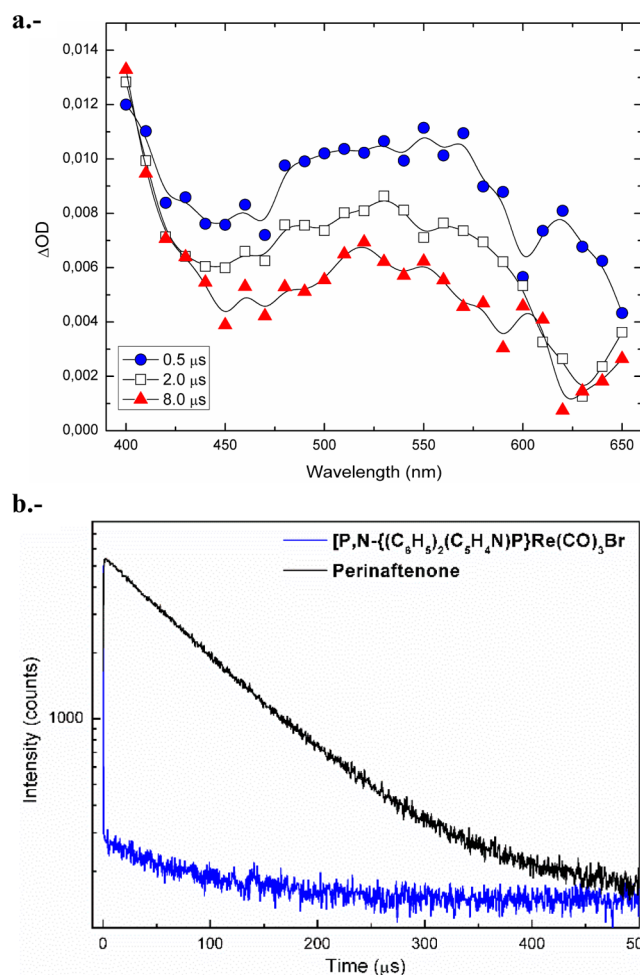 a.-
0,014
0,012
0,010
0,008
0,006
0,004
0,002
0,000
ΔOD
0.5 μs
2.0 μs
8.0 μs
400 450 500 550 600 650
Wavelength (nm)
b.-
[P,N-{(C₆H₅)₂(C₅H₄N)P}Re(CO)₃Br
Perinaftenone
1000
Intensity (counts)
0 100 200 300 400 50
Time (μs)